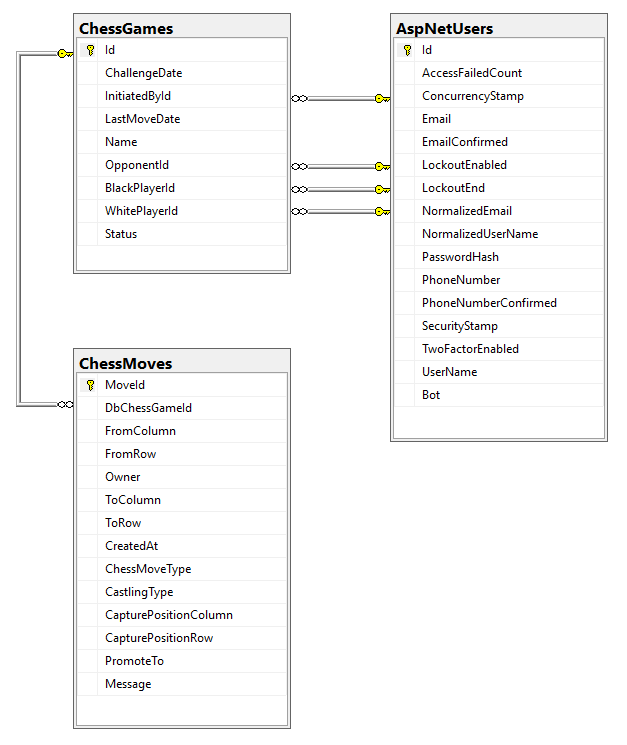 ChessGames
Id
ChallengeDate
InitiatedById
LastMoveDate
Name
OpponentId
BlackPlayerId
WhitePlayerId
Status
AspNetUsers
Id
AccessFailedCount
ConcurrencyStamp
Email
EmailConfirmed
LockoutEnabled
LockoutEnd
NormalizedEmail
NormalizedUserName
PasswordHash
PhoneNumber
PhoneNumberConfirmed
SecurityStamp
TwoFactorEnabled
UserName
Bot
ChessMoves
MoveId
DbChessGameId
FromColumn
FromRow
Owner
ToColumn
ToRow
CreatedAt
ChessMoveType
CastlingType
CapturePositionColumn
CapturePositionRow
PromoteTo
Message